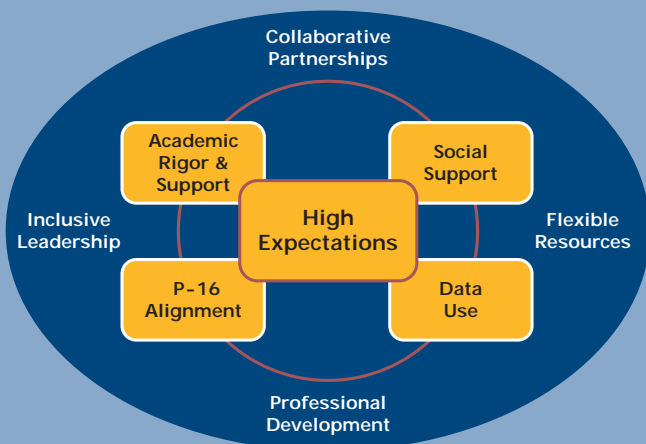 Collaborative
Partnerships
Academic
Rigor &
Support
Social
Support
Inclusive
Leadership
High
Expectations
Flexible
Resources
P-16
Alignment
Data
Use
Professional
Development